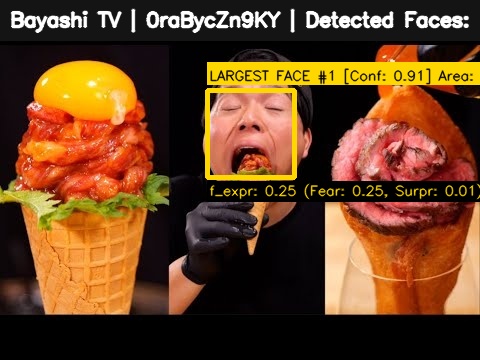 Bayashi TV | 0raBycZn9KY | Detected Faces:
LARGEST FACE #1 [Conf: 0.91] Area:
f_expr: 0.25 (Fear: 0.25, Surpr: 0.01)